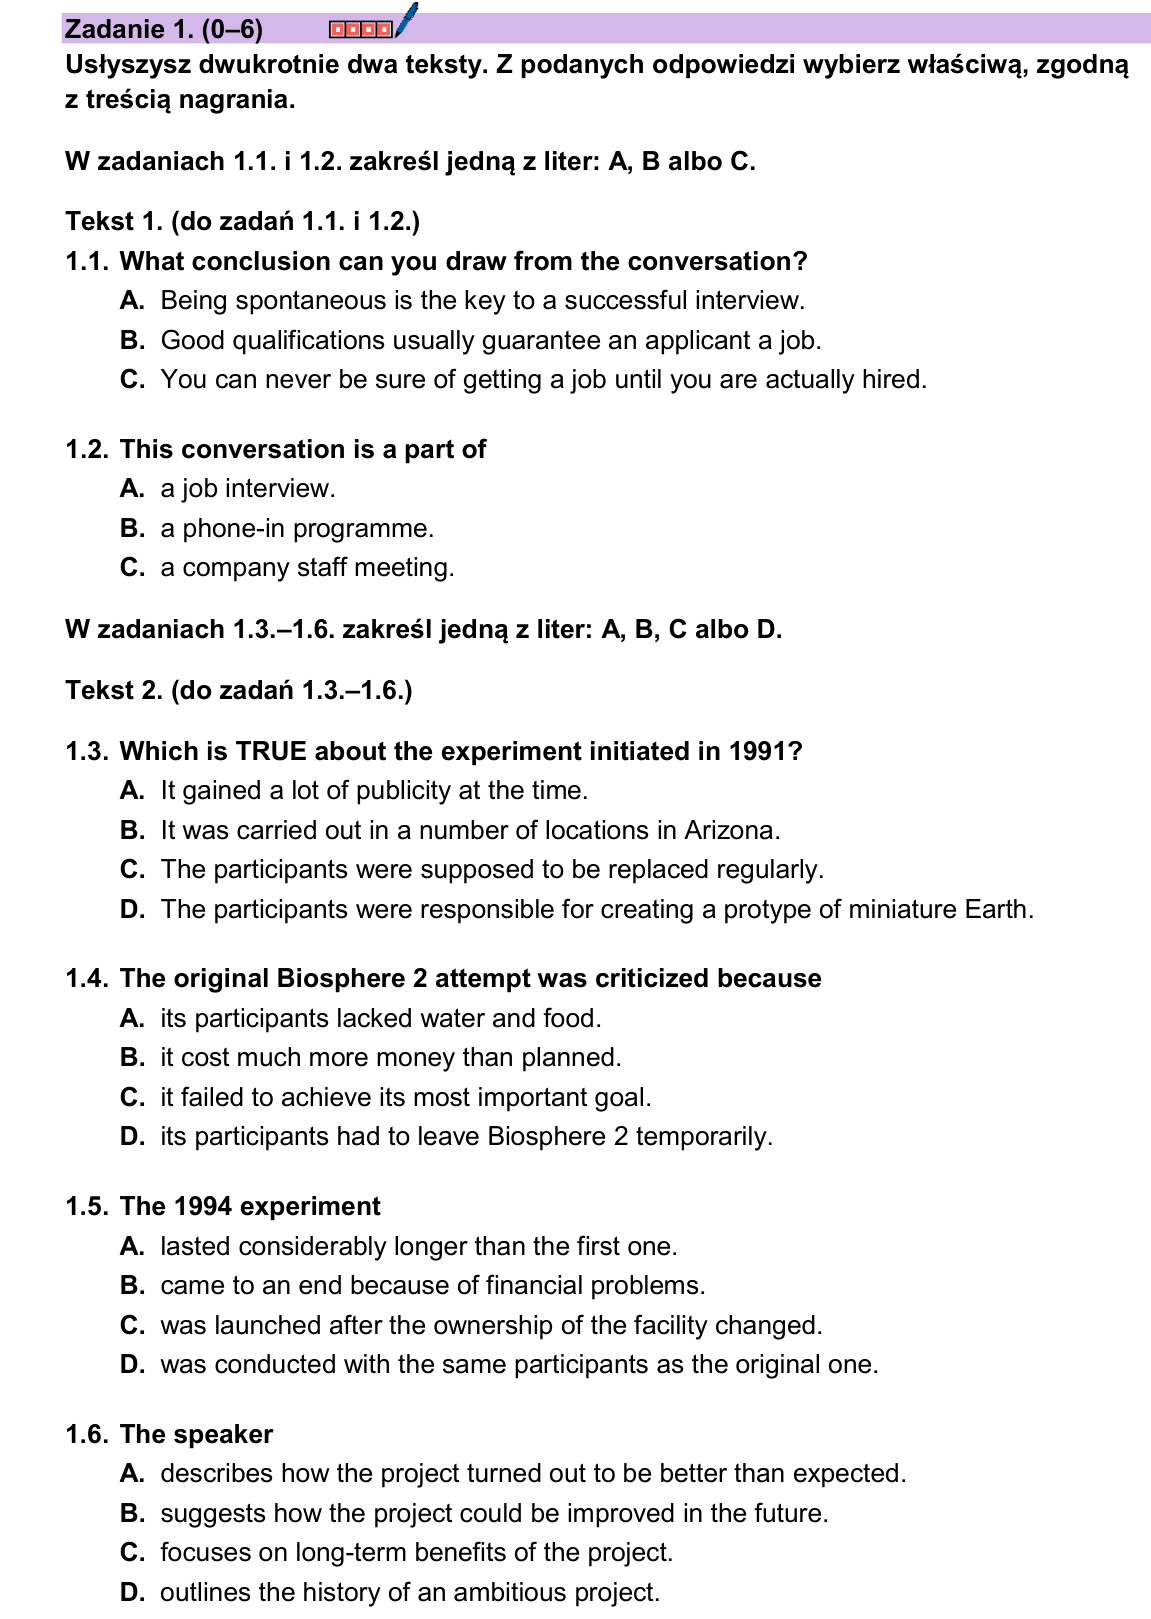 Zadanie 1. (0–6)
Usłyszysz dwukrotnie dwa teksty. Z podanych odpowiedzi wybierz właściwą, zgodną
z treścią nagrania.
W zadaniach 1.1. i 1.2. zakreśl jedną z liter: A, B albo C.
Tekst 1. (do zadań 1.1. i 1.2.)
1.1. What conclusion can you draw from the conversation?
A. Being spontaneous is the key to a successful interview.
B. Good qualifications usually guarantee an applicant a job.
C. You can never be sure of getting a job until you are actually hired.
1.2. This conversation is a part of
A. a job interview.
B. a phone-in programme.
C. a company staff meeting.
W zadaniach 1.3.–1.6. zakreśl jedną z liter: A, B, C albo D.
Tekst 2. (do zadań 1.3.–1.6.)
1.3. Which is TRUE about the experiment initiated in 1991?
A. It gained a lot of publicity at the time.
B. It was carried out in a number of locations in Arizona.
C. The participants were supposed to be replaced regularly.
D. The participants were responsible for creating a protype of miniature Earth.
1.4. The original Biosphere 2 attempt was criticized because
A. its participants lacked water and food.
B. it cost much more money than planned.
C. it failed to achieve its most important goal.
D. its participants had to leave Biosphere 2 temporarily.
1.5. The 1994 experiment
A. lasted considerably longer than the first one.
B. came to an end because of financial problems.
C. was launched after the ownership of the facility changed.
D. was conducted with the same participants as the original one.
1.6. The speaker
A. describes how the project turned out to be better than expected.
B. suggests how the project could be improved in the future.
C. focuses on long-term benefits of the project.
D. outlines the history of an ambitious project.